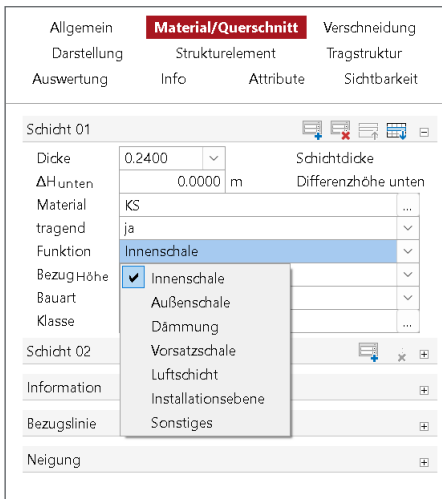 Allgemein Material/Querschnitt Verschneidung
Darstellung Strukturelement Tragstruktur
Auswertung Info Attribute Sichtbarkeit
Schicht 01
Dicke 0.2400 Schichtdicke
ΔHunten 0.0000 m Differenzhöhe unten
Material KS ...
tragend ja
Funktion Innenschale
BezugHöhe Innenschale
Bauart Außenschale
Klasse Dämmung ...
Schicht 02 Vorsatzschale
Luftschicht
Information Installationsebene
Bezugslinie Sonstiges
Neigung